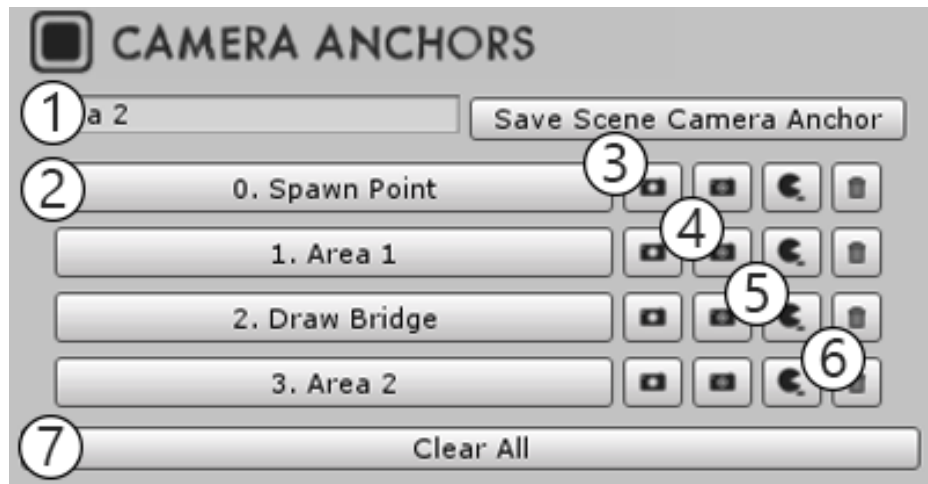 CAMERA ANCHORS
1 a 2 Save Scene Camera Anchor
2 0. Spawn Point 3
4
1. Area 1
5
2. Draw Bridge
6
3. Area 2
7 Clear All